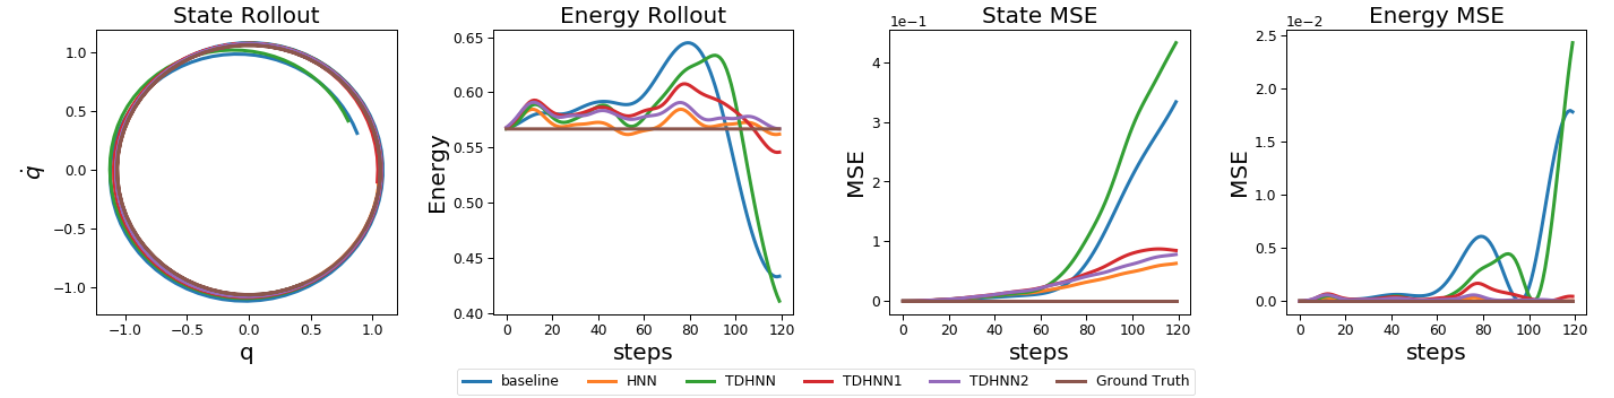 State Rollout
1.0
0.5
0.0
−0.5
−1.0
−1.0 −0.5 0.0 0.5 1.0
q̇
q
Energy Rollout
0.65
0.60
0.55
0.50
0.45
0.40
0 20 40 60 80 100 120
Energy
steps
State MSE
1e−1
4
3
2
1
0
0 20 40 60 80 100 120
MSE
steps
Energy MSE
1e−2
2.5
2.0
1.5
1.0
0.5
0.0
0 20 40 60 80 100 120
MSE
steps
baseline HNN TDHNN TDHNN1 TDHNN2 Ground Truth